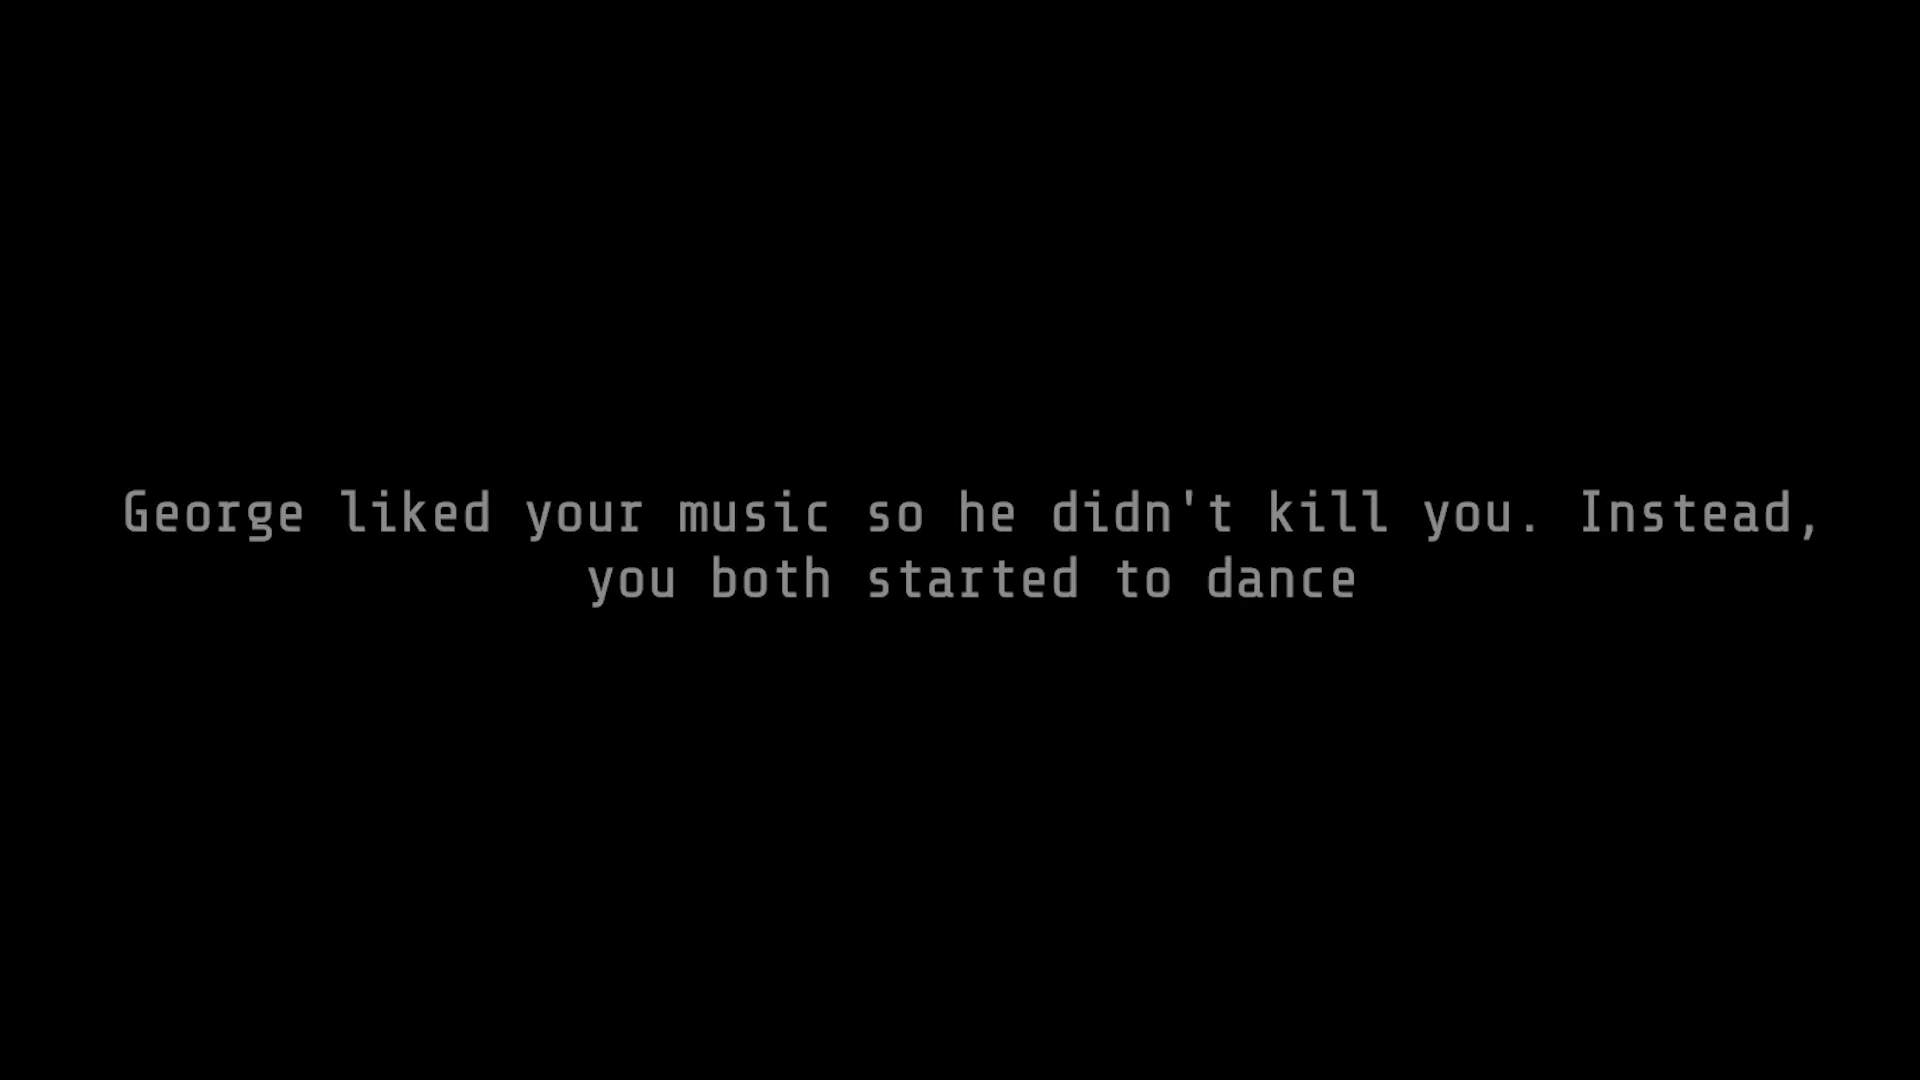 George liked your music so he didn't kill you. Instead,
you both started to dance